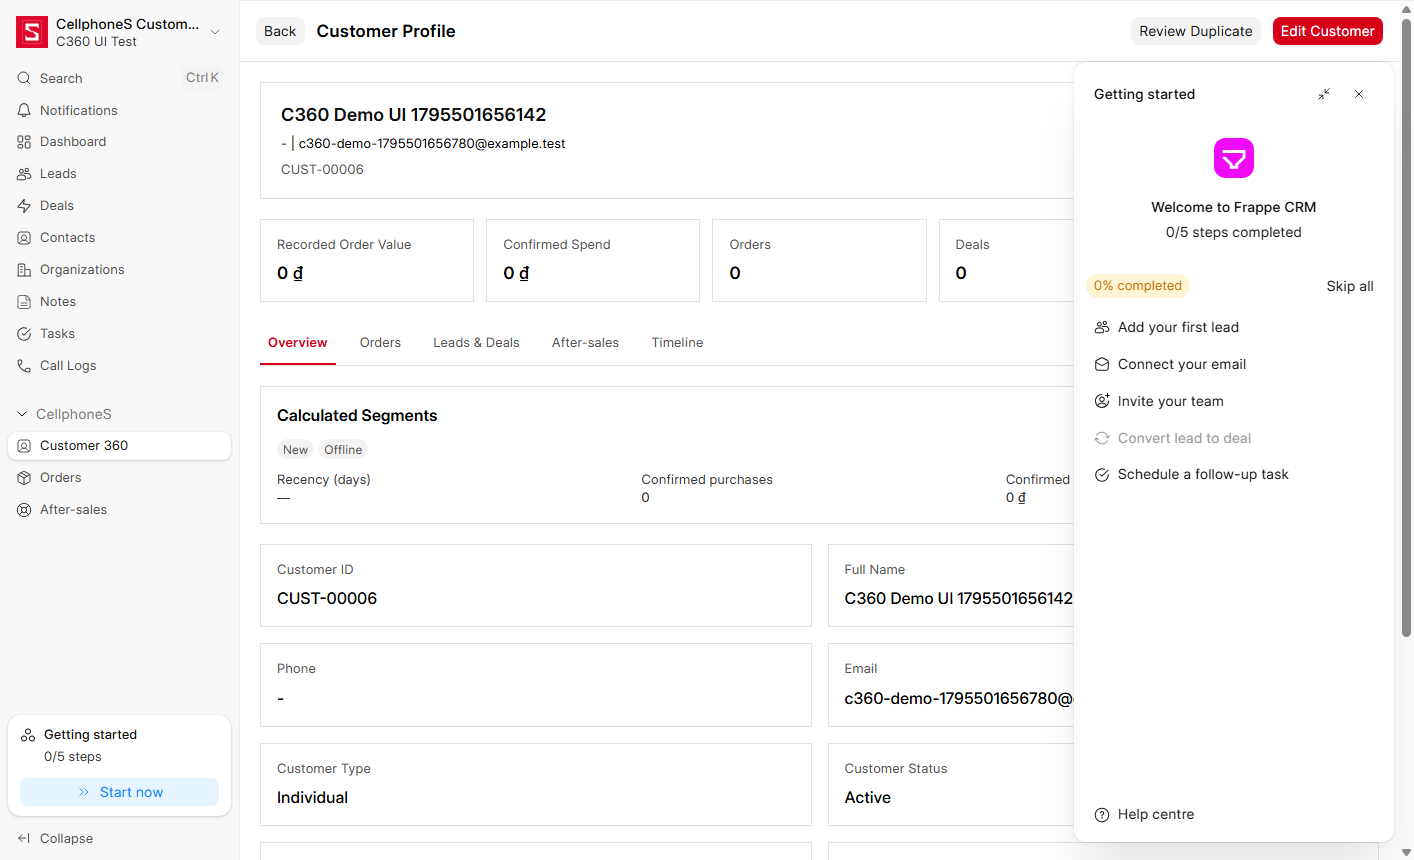 CellphoneS Custom...
C360 UI Test
Search
Ctrl K
Notifications
Dashboard
Leads
Deals
Contacts
Organizations
Notes
Tasks
Call Logs
CellphoneS
Customer 360
Orders
After-sales
Getting started
0/5 steps
Start now
Collapse
Back
Customer Profile
Review Duplicate
Edit Customer
C360 Demo UI 1795501656142
- | c360-demo-1795501656780@example.test
CUST-00006
Recorded Order Value
0 ₫
Confirmed Spend
0 ₫
Orders
0
Deals
0
Overview
Orders
Leads & Deals
After-sales
Timeline
Calculated Segments
New
Offline
Recency (days)
—
Confirmed purchases
0
Confirmed
0 ₫
Customer ID
CUST-00006
Full Name
C360 Demo UI 1795501656142
Phone
-
Email
c360-demo-1795501656780@
Customer Type
Individual
Customer Status
Active
Getting started
Welcome to Frappe CRM
0/5 steps completed
0% completed
Skip all
Add your first lead
Connect your email
Invite your team
Convert lead to deal
Schedule a follow-up task
Help centre